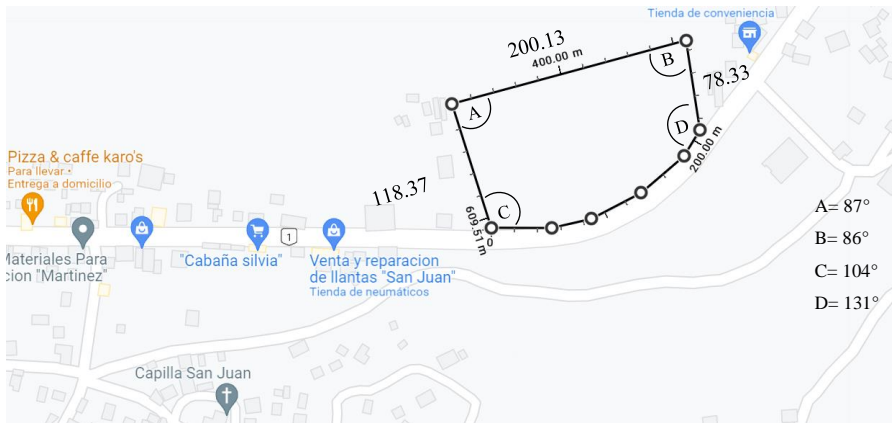 Tienda de conveniencia
200.13
400.00 m
B
78.33
A
D
200.00 m
Pizza & caffe karo's
Para llevar •
Entrega a domicilio
118.37
C
609.51 m
0
A= 87°
B= 86°
C= 104°
D= 131°
1
Materiales Para
cion "Martinez"
"Cabaña silvia"
Venta y reparacion
de llantas "San Juan"
Tienda de neumáticos
Capilla San Juan